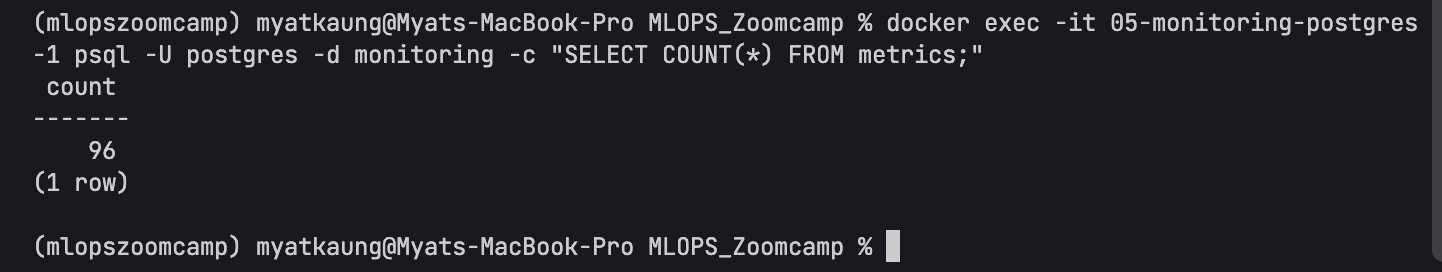 (mlopszoomcamp) myatkaung@Myats-MacBook-Pro MLOPS_Zoomcamp % docker exec -it 05-monitoring-postgres
-1 psql -U postgres -d monitoring -c "SELECT COUNT(*) FROM metrics;"
count
-------
96
(1 row)
(mlopszoomcamp) myatkaung@Myats-MacBook-Pro MLOPS_Zoomcamp %